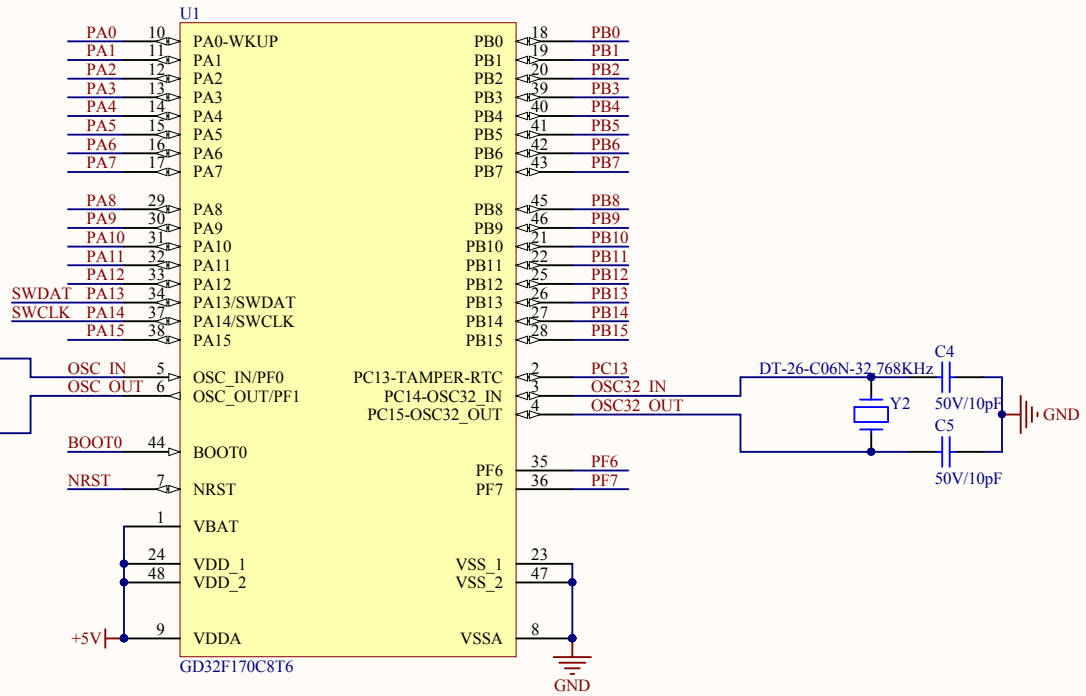 U1
PA0 10 PA0-WKUP PB0 18 PB0
PA1 11 PA1 PB1 19 PB1
PA2 12 PA2 PB2 20 PB2
PA3 13 PA3 PB3 39 PB3
PA4 14 PA4 PB4 40 PB4
PA5 15 PA5 PB5 41 PB5
PA6 16 PA6 PB6 42 PB6
PA7 17 PA7 PB7 43 PB7
PA8 29 PA8 PB8 45 PB8
PA9 30 PA9 PB9 46 PB9
PA10 31 PA10 PB10 21 PB10
PA11 32 PA11 PB11 22 PB11
PA12 33 PA12 PB12 25 PB12
SWDAT PA13 34 PA13/SWDAT PB13 26 PB13
SWCLK PA14 37 PA14/SWCLK PB14 27 PB14
PA15 38 PA15 PB15 28 PB15
C4
OSC_IN 5 OSC_IN/PF0 PC13-TAMPER-RTC 2 PC13 DT-26-C06N-32.768KHz
OSC_OUT 6 OSC_OUT/PF1 PC14-OSC32_IN 3 OSC32_IN
PC15-OSC32_OUT 4 OSC32_OUT Y2 50V/10pF
GND
C5
BOOT0 44 BOOT0
PF6 35 PF6
50V/10pF
NRST 7 NRST PF7 36 PF7
1 VBAT
24 VDD_1 VSS_1 23
48 VDD_2 VSS_2 47
+5V 9 VDDA VSSA 8
GD32F170C8T6
GND